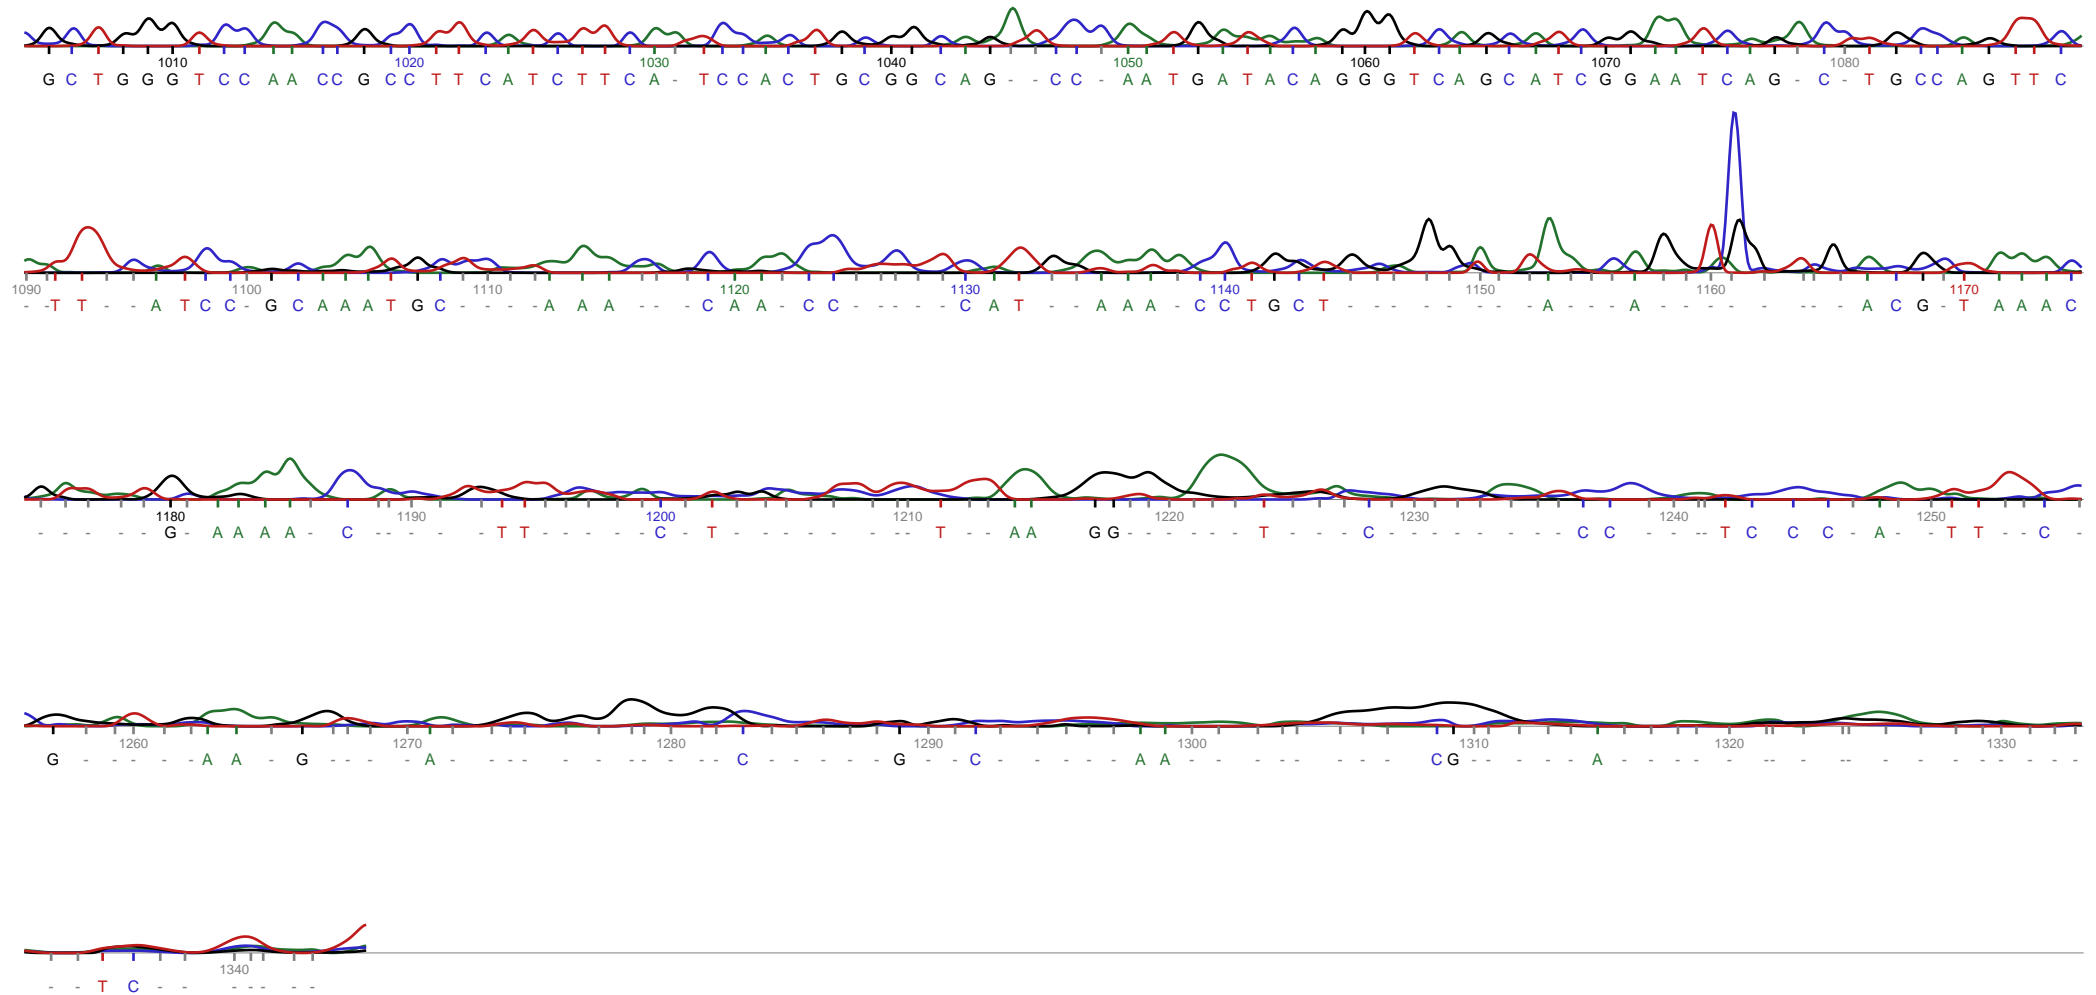 1010 1020 1030 1040 1050 1060 1070 1080
G C T G G G T C C A A C C G C C T T C A T C T T C A - T C C A C T G C G G C A G - - C C - A A T G A T A C A G G G T C A G C A T C G G A A T C A G - C - T G C C A G T T C
1090 1100 1110 1120 1130 1140 1150 1160 1170
- - T T - - A T C C - G C A A A T G C - - - - A A A - - - C A A - C C - - - - - C A T - - A A A - C C T G C T - - - - - - - - A - - - A - - - - - - - - - A C G - T A A A C
1180 1190 1200 1210 1220 1230 1240 1250
- - - - - G - A A A A - C - - - - - - T T - - - - - C - T - - - - - - - - - T - - - A A G G - - - - - - T - - - - C - - - - - - - - C C - - - - T C C C - A - - T T - - C -
1260 1270 1280 1290 1300 1310 1320 1330
G - - - - - A A - G - - - - A - - - - - - - - - - - - C - - - - - G - - C - - - - - - A A - - - - - - - - C G - - - - - A - - - - - - - - - - - - - - - - - - - -
1340
- - T C - - - - - - -